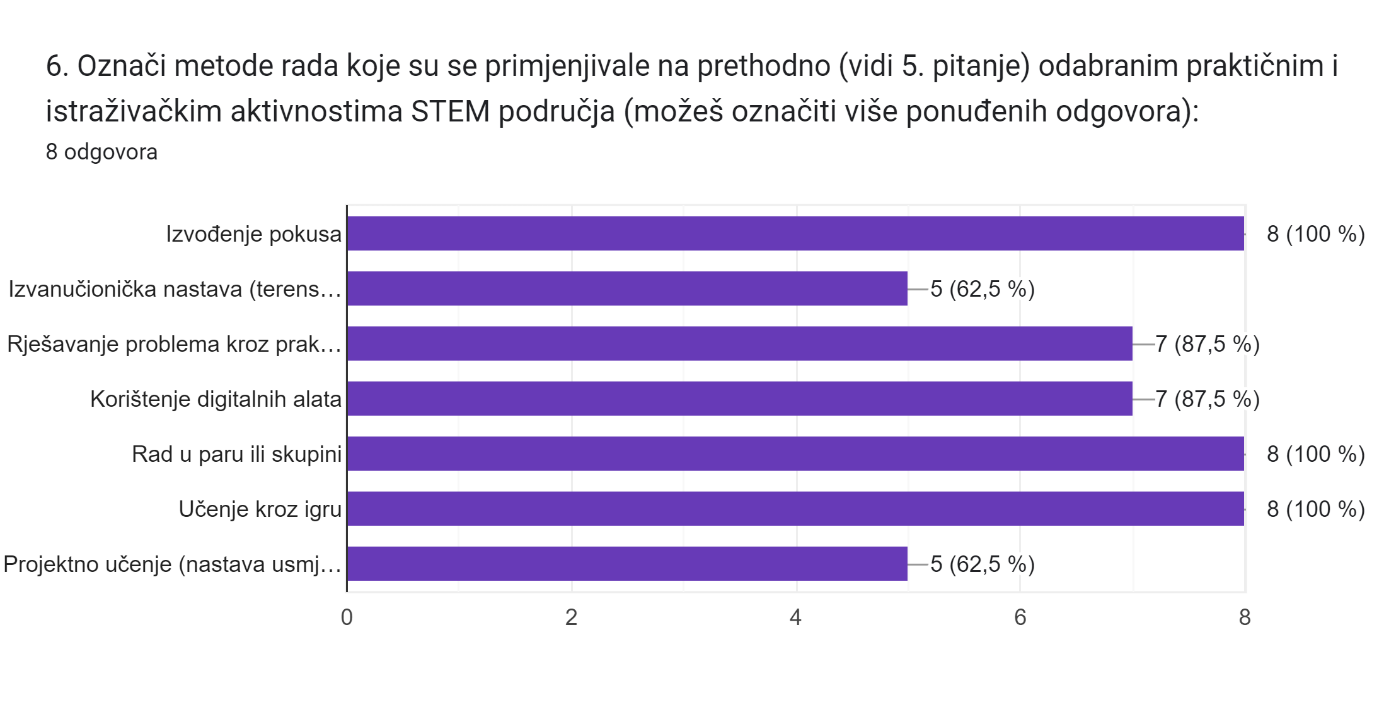 6. Označi metode rada koje su se primjenjivale na prethodno (vidi 5. pitanje) odabranim praktičnim i
istraživačkim aktivnostima STEM područja (možeš označiti više ponuđenih odgovora):
8 odgovora
Izvođenje pokusa 8 (100 %)
Izvanučionička nastava (terens… 5 (62,5 %)
Rješavanje problema kroz prak… 7 (87,5 %)
Korištenje digitalnih alata 7 (87,5 %)
Rad u paru ili skupini 8 (100 %)
Učenje kroz igru 8 (100 %)
Projektno učenje (nastava usmj… 5 (62,5 %)
0 2 4 6 8